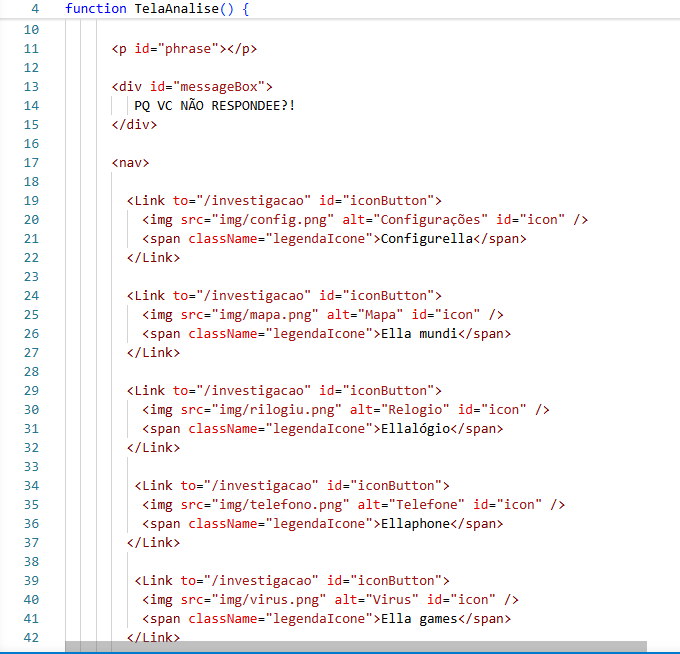 4 function TelaAnalise() {
10
11 <p id="phrase"></p>
12
13 <div id="messageBox">
14 PQ VC NÃO RESPONDEE?!
15 </div>
16
17 <nav>
18
19 <Link to="/investigacao" id="iconButton">
20 <img src="img/config.png" alt="Configurações" id="icon" />
21 <span className="legendaIcone">Configurella</span>
22 </Link>
23
24 <Link to="/investigacao" id="iconButton">
25 <img src="img/mapa.png" alt="Mapa" id="icon" />
26 <span className="legendaIcone">Ella mundi</span>
27 </Link>
28
29 <Link to="/investigacao" id="iconButton">
30 <img src="img/rilogiu.png" alt="Relogio" id="icon" />
31 <span className="legendaIcone">Ellalógio</span>
32 </Link>
33
34 <Link to="/investigacao" id="iconButton">
35 <img src="img/telefono.png" alt="Telefone" id="icon" />
36 <span className="legendaIcone">Ellaphone</span>
37 </Link>
38
39 <Link to="/investigacao" id="iconButton">
40 <img src="img/virus.png" alt="Virus" id="icon" />
41 <span className="legendaIcone">Ella games</span>
42 </Link>